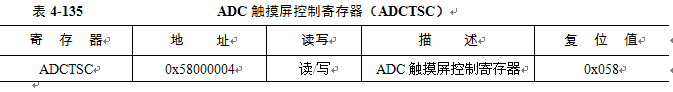 表 4-135 ADC 触摸屏控制寄存器（ADCTSC）
寄 存 器 地 址 读写 描 述 复 位 值
ADCTSC 0x58000004 读/写 ADC 触摸屏控制寄存器 0x058